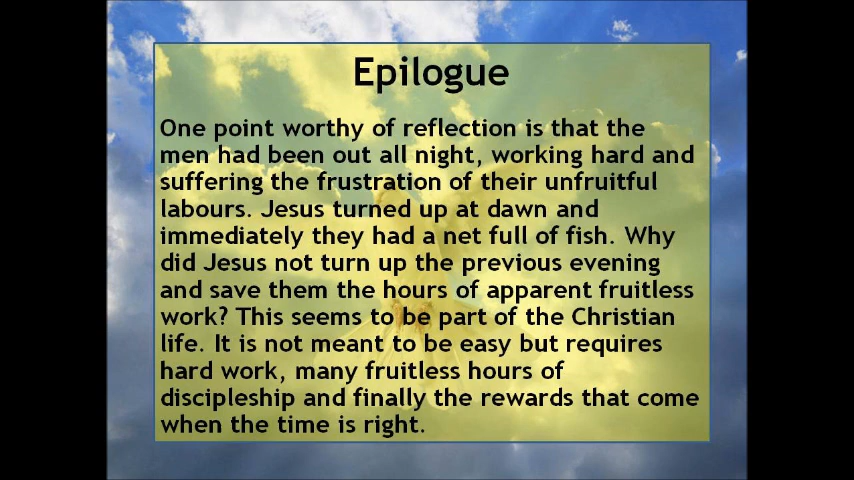 Epilogue
One point worthy of reflection is that the
men had been out all night, working hard and
suffering the frustration of their unfruitful
labours. Jesus turned up at dawn and
immediately they had a net full of fish. Why
did Jesus not turn up the previous evening
and save them the hours of apparent fruitless
work? This seems to be part of the Christian
life. It is not meant to be easy but requires
hard work, many fruitless hours of
discipleship and finally the rewards that come
when the time is right.